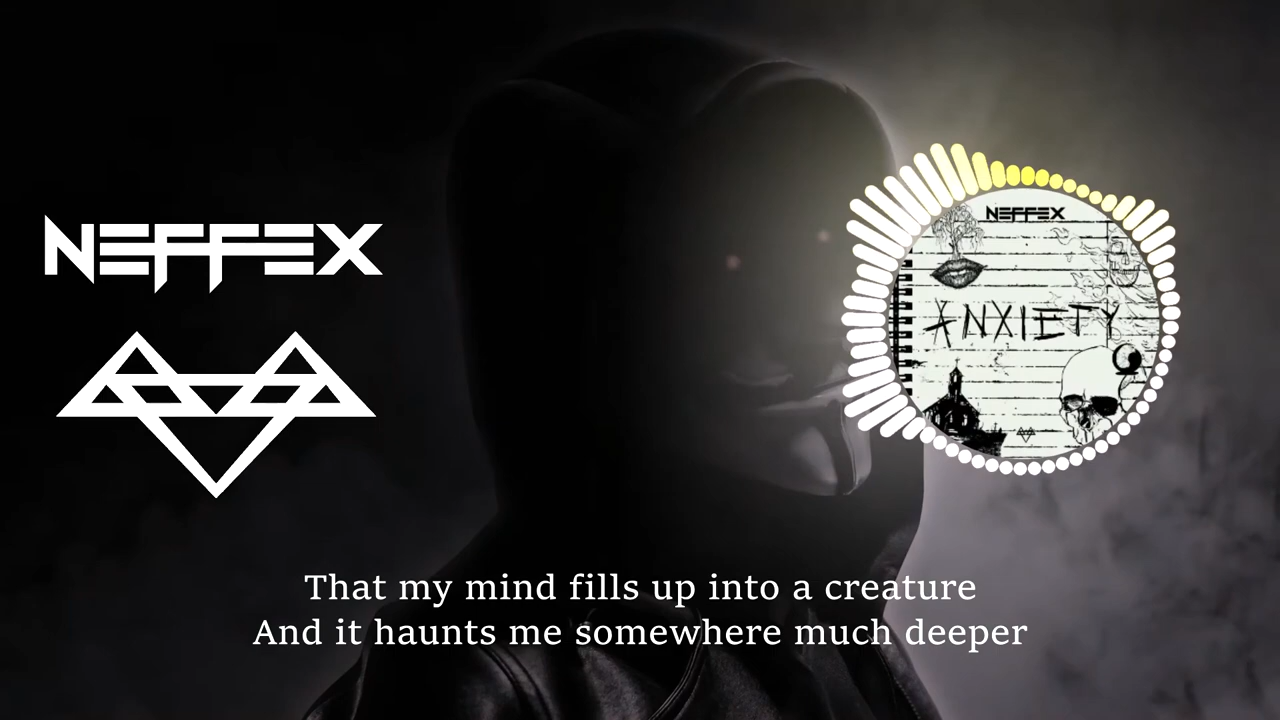 NEFFEX
NEFFEX
ANXIETY
That my mind fills up into a creature
And it haunts me somewhere much deeper